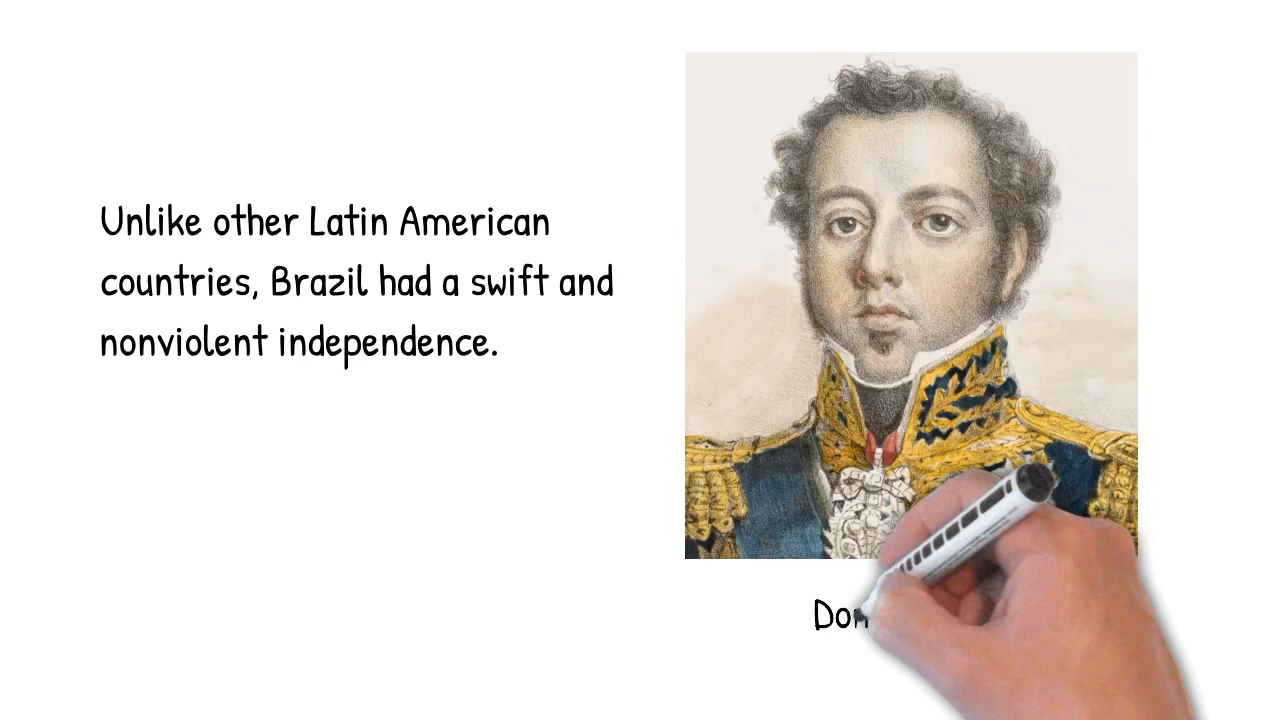 Unlike other Latin American
countries, Brazil had a swift and
nonviolent independence.
Dom